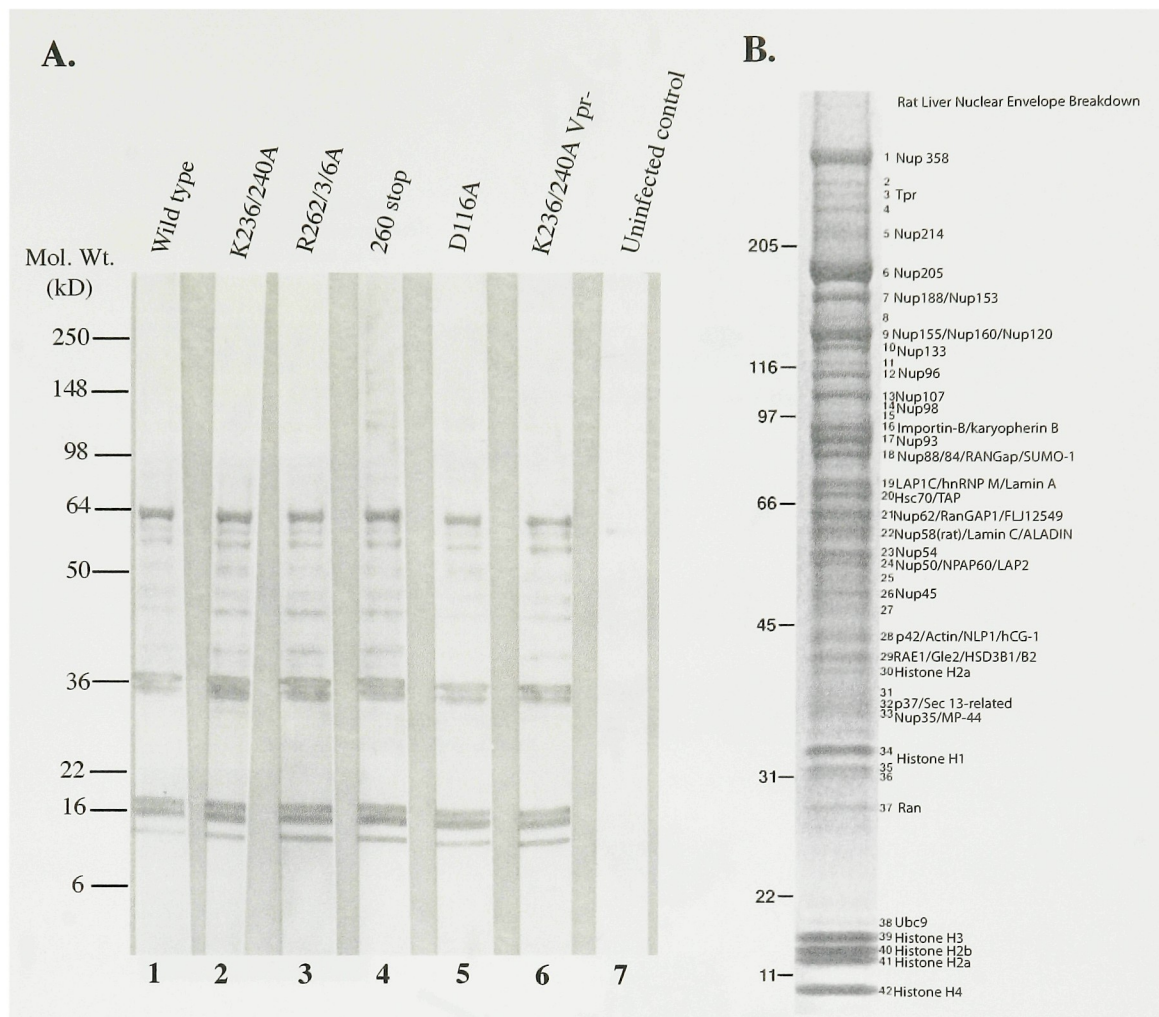 A.
Wild type
K236/240A
R262/3/6A
260 stop
D116A
K236/240A Vpr-
Uninfected control
Mol. Wt.
(kD)
250
148
98
64
50
36
22
16
6
1 2 3 4 5 6 7
B.
Rat Liver Nuclear Envelope Breakdown
205
116
97
66
45
31
22
11
1 Nup 358
2
3 Tpr
4
5 Nup214
6 Nup205
7 Nup188/Nup153
8
9 Nup155/Nup160/Nup120
10 Nup133
11
12 Nup96
13 Nup107
14 Nup98
15
16 Importin-B/karyopherin B
17 Nup93
18 Nup88/84/RANGap/SUMO-1
19 LAP1C/hnRNP M/Lamin A
20 Hsc70/TAP
21 Nup62/RanGAP1/FLJ12549
22 Nup58(rat)/Lamin C/ALADIN
23 Nup54
24 Nup50/NPAP60/LAP2
25
26 Nup45
27
28 p42/Actin/NLP1/hCG-1
29 RAE1/Gle2/HSD3B1/B2
30 Histone H2a
31
32 p37/Sec 13-related
33 Nup35/MP-44
34
Histone H1
35
36
37 Ran
38 Ubc9
39 Histone H3
40 Histone H2b
41 Histone H2a
42 Histone H4